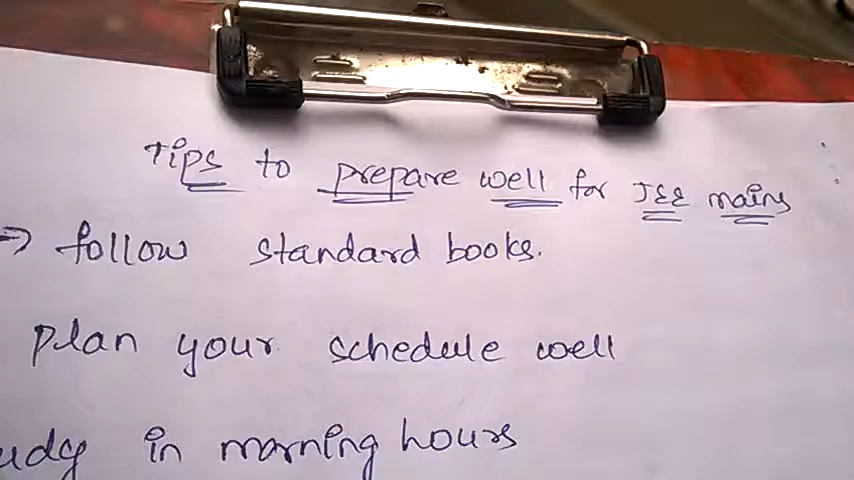 Tips to prepare well for JEE mains
→ follow standard books.
plan your schedule well
in morning hours